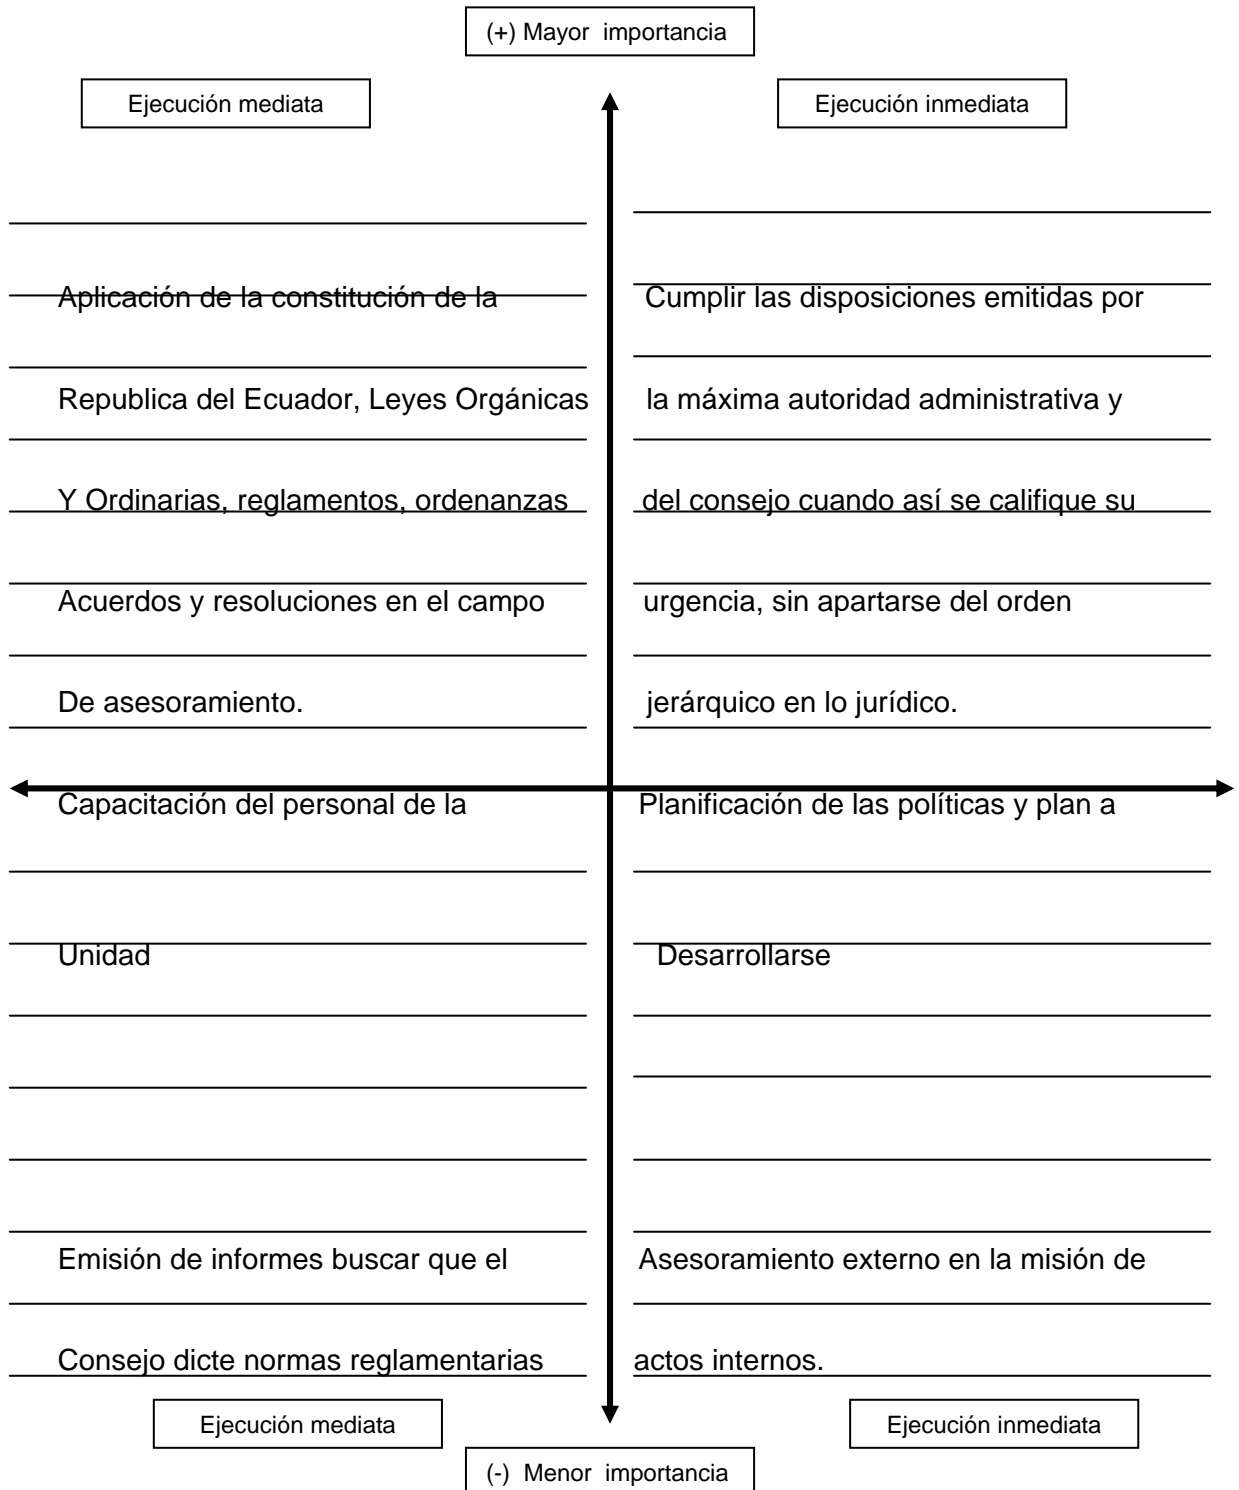 (+) Mayor importancia
Ejecución mediata
Ejecución inmediata
Aplicación de la constitución de la
Republica del Ecuador, Leyes Orgánicas
Y Ordinarias, reglamentos, ordenanzas
Acuerdos y resoluciones en el campo
De asesoramiento.
Cumplir las disposiciones emitidas por
la máxima autoridad administrativa y
del consejo cuando así se califique su
urgencia, sin apartarse del orden
jerárquico en lo jurídico.
Capacitación del personal de la
Unidad
Planificación de las políticas y plan a
Desarrollarse
Emisión de informes buscar que el
Consejo dicte normas reglamentarias
Asesoramiento externo en la misión de
actos internos.
Ejecución mediata
Ejecución inmediata
(-) Menor importancia